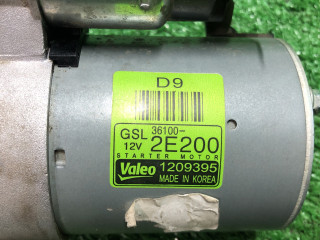 D9
GSL 36100-
12V 2E200
STARTER MOTOR
Valeo 1209395
MADE IN KOREA